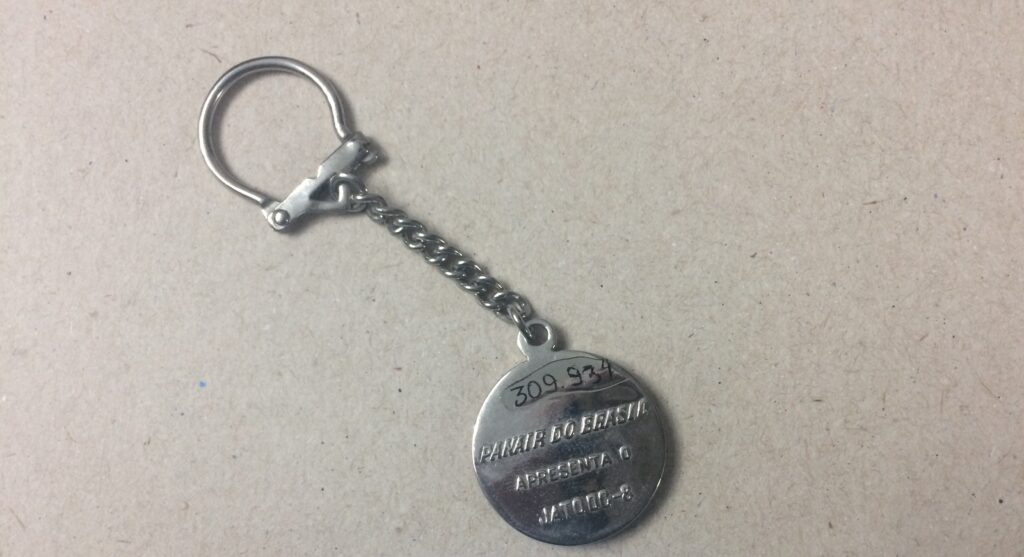 309.934
PANAIR DO BRASIL
APRESENTA O
JATO DC-8